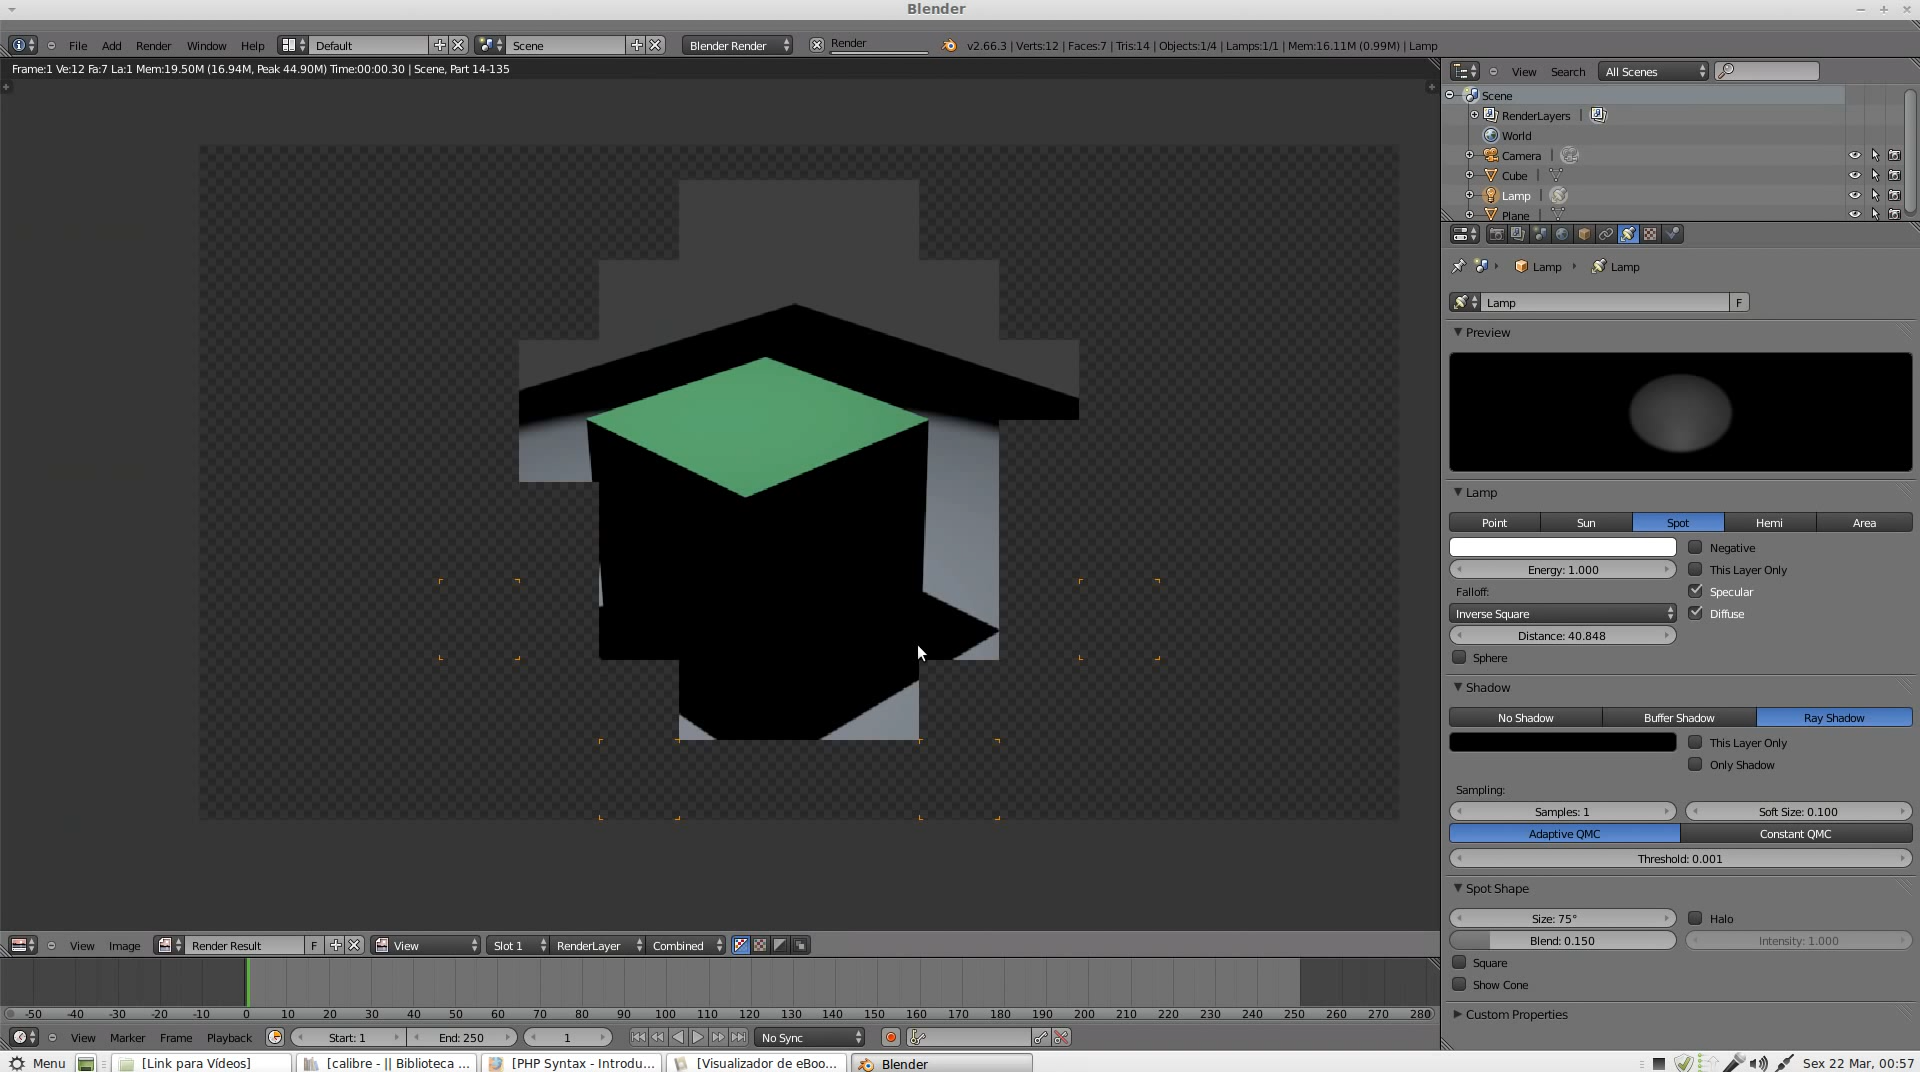 Blender
File Add Render Window Help Default Scene Blender Render Render v2.66.3 | Verts:12 | Faces:7 | Tris:14 | Objects:1/4 | Lamps:1/1 | Mem:16.11M (0.99M) | Lamp
Frame:1 Ve:12 Fa:7 La:1 Mem:19.50M (16.94M, Peak 44.90M) Time:00:00.30 | Scene, Part 14-135
View Search All Scenes
Scene
RenderLayers |
World
Camera |
Cube |
Lamp |
Plane |
Lamp Lamp
Lamp F
Preview
Lamp
Point Sun Spot Hemi Area
Negative
Energy: 1.000 This Layer Only
Falloff: Specular
Inverse Square Diffuse
Distance: 40.848
Sphere
Shadow
No Shadow Buffer Shadow Ray Shadow
This Layer Only
Only Shadow
Sampling:
Samples: 1 Soft Size: 0.100
Adaptive QMC Constant QMC
Threshold: 0.001
Spot Shape
Size: 75° Halo
Blend: 0.150 Intensity: 1.000
Square
Show Cone
Custom Properties
View Image Render Result F View Slot 1 RenderLayer Combined
-50 -40 -30 -20 -10 0 10 20 30 40 50 60 70 80 90 100 110 120 130 140 150 160 170 180 190 200 210 220 230 240 250 260 270 280
View Marker Frame Playback Start: 1 End: 250 1 No Sync
Menu [Link para Vídeos] [calibre - || Biblioteca ... [PHP Syntax - Introdu... [Visualizador de eBoo... Blender Sex 22 Mar, 00:57